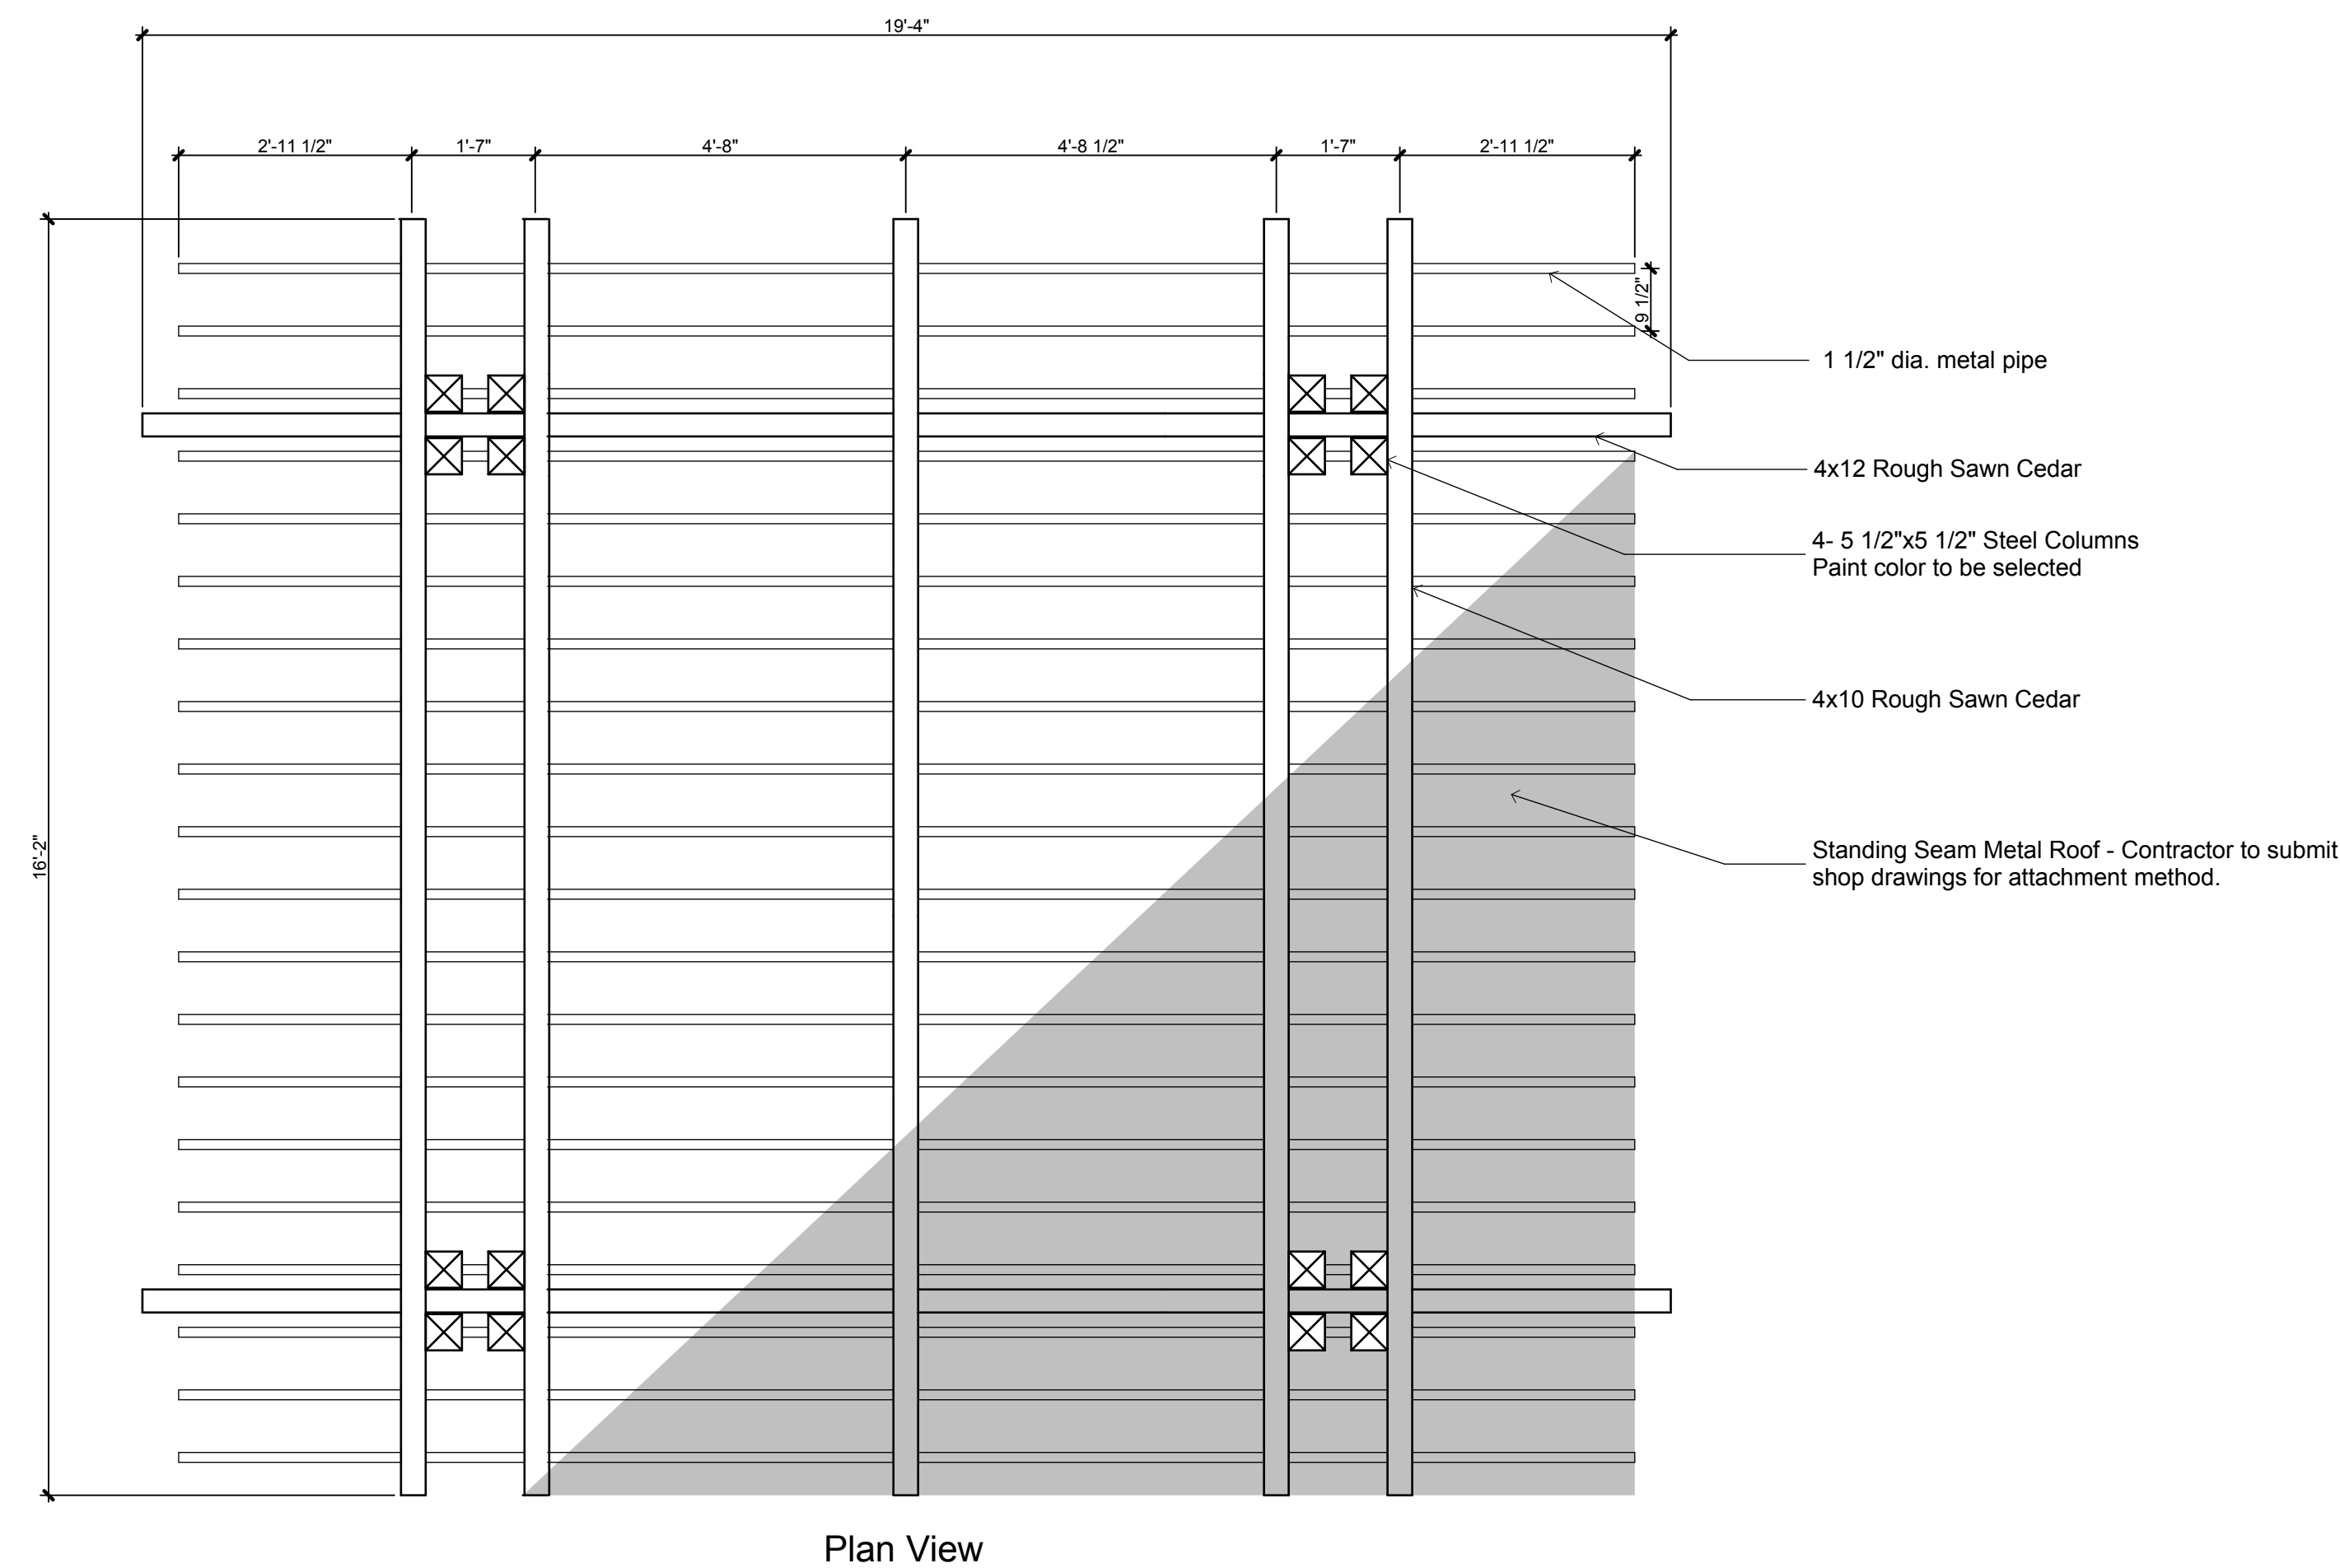 19'-4"
2'-11 1/2"
1'-7"
4'-8"
4'-8 1/2"
1'-7"
2'-11 1/2"
9 1/2"
1 1/2" dia. metal pipe
4x12 Rough Sawn Cedar
4- 5 1/2"x5 1/2" Steel Columns
Paint color to be selected
4x10 Rough Sawn Cedar
16'-2"
Standing Seam Metal Roof - Contractor to submit
shop drawings for attachment method.
Plan View